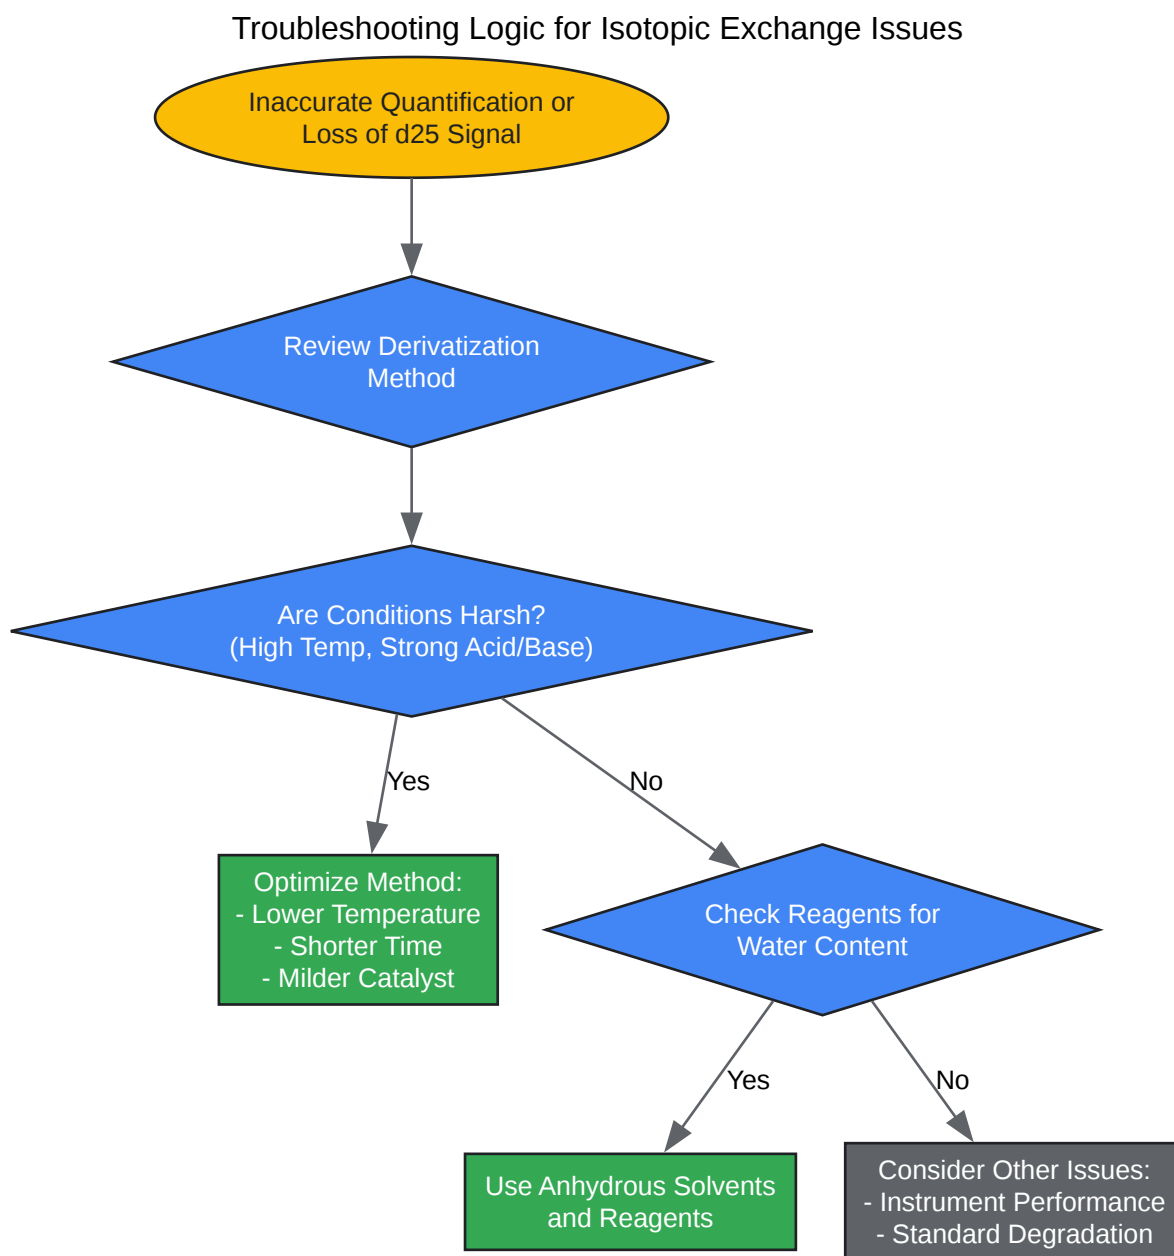 Troubleshooting Logic for Isotopic Exchange Issues
Inaccurate Quantification or
Loss of d25 Signal
Review Derivatization
Method
Are Conditions Harsh?
(High Temp, Strong Acid/Base)
Yes
No
Optimize Method:
- Lower Temperature
- Shorter Time
- Milder Catalyst
Check Reagents for
Water Content
Yes
No
Use Anhydrous Solvents
and Reagents
Consider Other Issues:
- Instrument Performance
- Standard Degradation